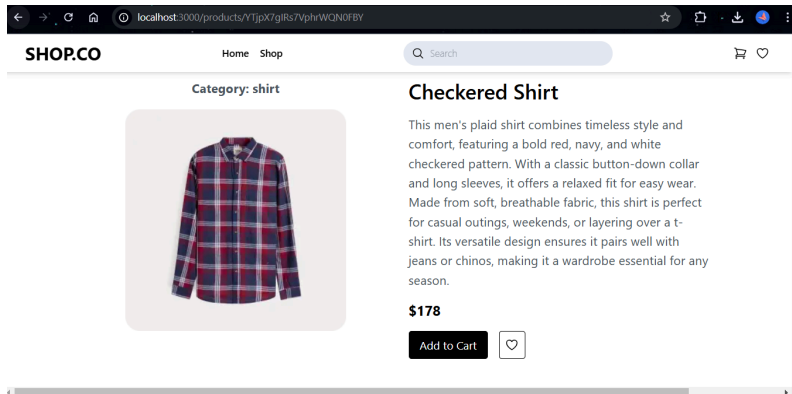 localhost:3000/products/YTjpX7gIRs7VphrWQN0FBY
SHOP.CO
Home Shop
Search
Category: shirt
Checkered Shirt
This men's plaid shirt combines timeless style and
comfort, featuring a bold red, navy, and white
checkered pattern. With a classic button-down collar
and long sleeves, it offers a relaxed fit for easy wear.
Made from soft, breathable fabric, this shirt is perfect
for casual outings, weekends, or layering over a t-
shirt. Its versatile design ensures it pairs well with
jeans or chinos, making it a wardrobe essential for any
season.
$178
Add to Cart